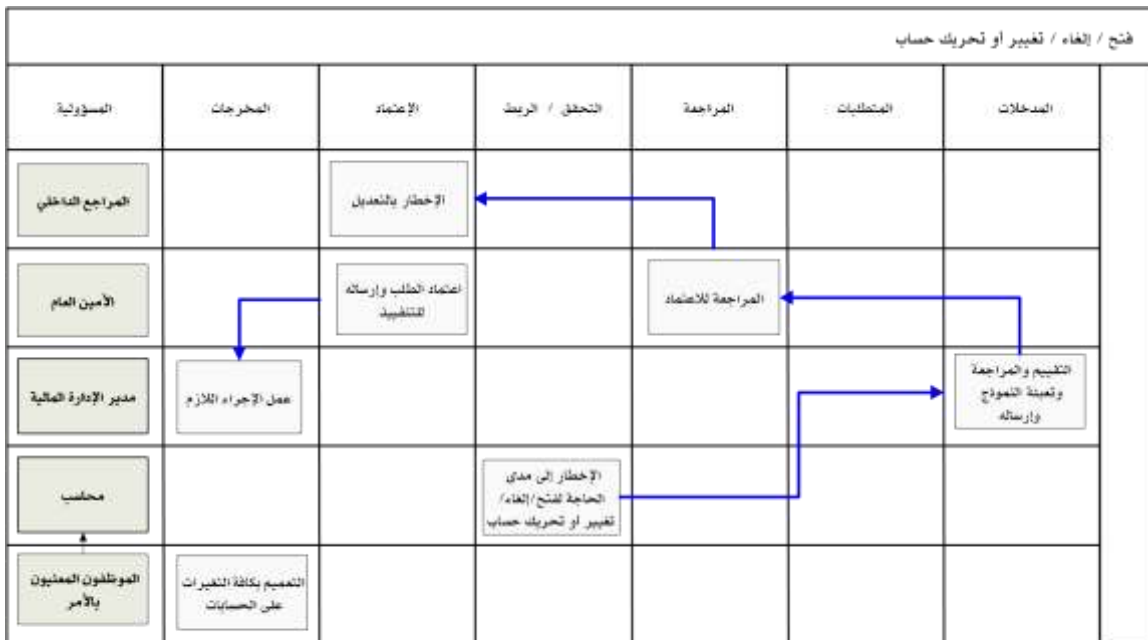 فتح / إلغاء / تغيير أو تحريك حساب
المدخلات
المتطلبات
المراجعة
التحقق / الربط
الإعتماد
المخرجات
المسؤولية
الإخطار بالتعديل
المراجع الداخلي
المراجعة للاعتماد
اعتماد الطلب وإرساله
للتنفيذ
الأمين العام
التقييم والمراجعة
وتعبئة النموذج
وإرساله
عمل الإجراء اللازم
مدير الإدارة المالية
الإخطار إلى مدى
الحاجة لفتح/إلغاء/
تغيير أو تحريك حساب
محاسب
التعميم بكافة التغيرات
على الحسابات
الموظفون المعنيون
بالأمر